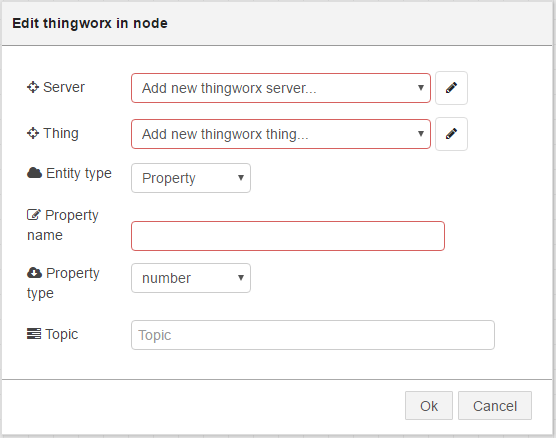 Edit thingworx in node
Server Add new thingworx server...
Thing Add new thingworx thing...
Entity type Property
Property
name
Property
type number
Topic Topic
Ok Cancel